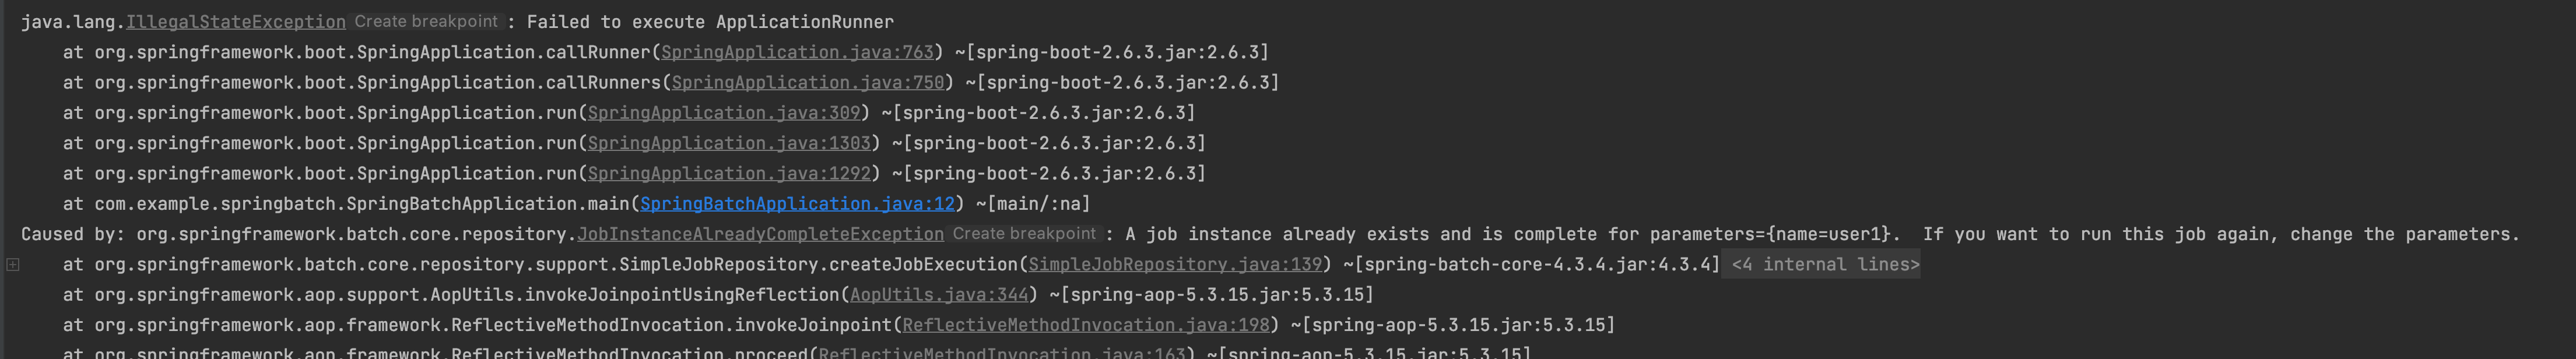 java.lang.IllegalStateException Create breakpoint : Failed to execute ApplicationRunner
at org.springframework.boot.SpringApplication.callRunner(SpringApplication.java:763) ~[spring-boot-2.6.3.jar:2.6.3]
at org.springframework.boot.SpringApplication.callRunners(SpringApplication.java:750) ~[spring-boot-2.6.3.jar:2.6.3]
at org.springframework.boot.SpringApplication.run(SpringApplication.java:309) ~[spring-boot-2.6.3.jar:2.6.3]
at org.springframework.boot.SpringApplication.run(SpringApplication.java:1303) ~[spring-boot-2.6.3.jar:2.6.3]
at org.springframework.boot.SpringApplication.run(SpringApplication.java:1292) ~[spring-boot-2.6.3.jar:2.6.3]
at com.example.springbatch.SpringBatchApplication.main(SpringBatchApplication.java:12) ~[main/:na]
Caused by: org.springframework.batch.core.repository.JobInstanceAlreadyCompleteException Create breakpoint : A job instance already exists and is complete for parameters={name=user1}.  If you want to run this job again, change the parameters.
at org.springframework.batch.core.repository.support.SimpleJobRepository.createJobExecution(SimpleJobRepository.java:139) ~[spring-batch-core-4.3.4.jar:4.3.4] <4 internal lines>
at org.springframework.aop.support.AopUtils.invokeJoinpointUsingReflection(AopUtils.java:344) ~[spring-aop-5.3.15.jar:5.3.15]
at org.springframework.aop.framework.ReflectiveMethodInvocation.invokeJoinpoint(ReflectiveMethodInvocation.java:198) ~[spring-aop-5.3.15.jar:5.3.15]
at org.springframework.aop.framework.ReflectiveMethodInvocation.proceed(ReflectiveMethodInvocation.java:163) ~[spring-aop-5.3.15.jar:5.3.15]